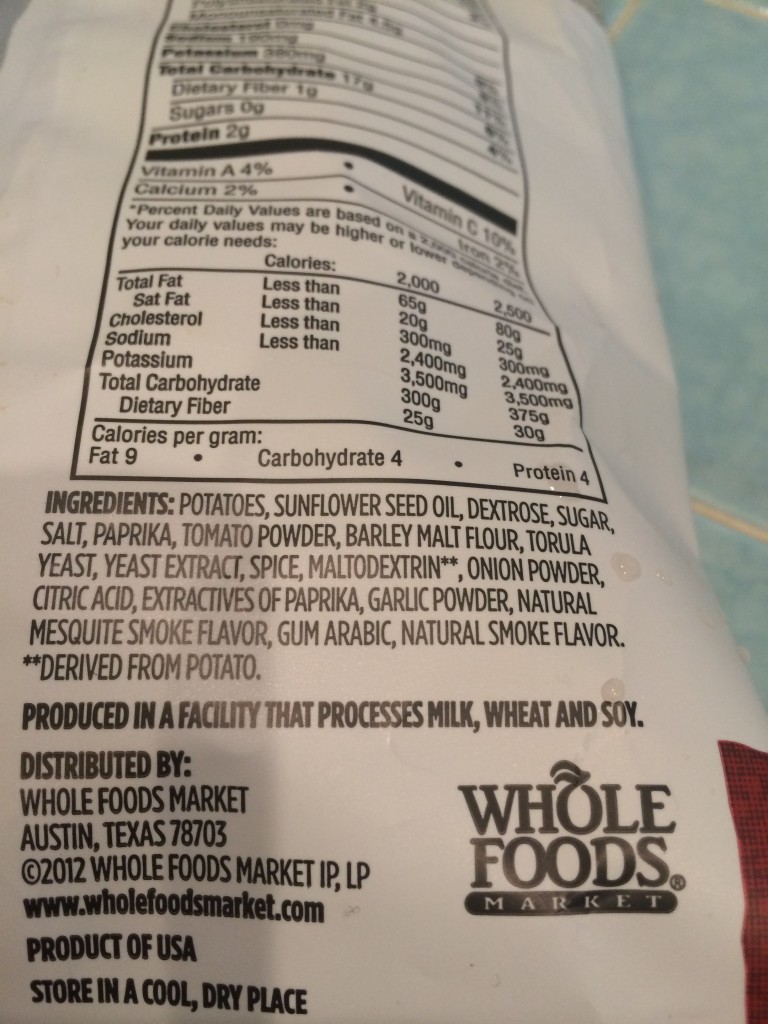 Potassium 380mg
Total Carbohydrate 17g
Dietary Fiber 1g
Sugars 0g
Protein 2g
Vitamin A 4% • Vitamin C 10%
Calcium 2% • Iron 2%
*Percent Daily Values are based on a
Your daily values may be higher or lower
your calorie needs:
Calories: 2,000 2,500
Total Fat Less than 65g 80g
Sat Fat Less than 20g 25g
Cholesterol Less than 300mg 300mg
Sodium Less than 2,400mg 2,400mg
Potassium 3,500mg 3,500mg
Total Carbohydrate 300g 375g
Dietary Fiber 25g 30g
Calories per gram:
Fat 9 • Carbohydrate 4 • Protein 4
INGREDIENTS: POTATOES, SUNFLOWER SEED OIL, DEXTROSE, SUGAR,
SALT, PAPRIKA, TOMATO POWDER, BARLEY MALT FLOUR, TORULA
YEAST, YEAST EXTRACT, SPICE, MALTODEXTRIN**, ONION POWDER,
CITRIC ACID, EXTRACTIVES OF PAPRIKA, GARLIC POWDER, NATURAL
MESQUITE SMOKE FLAVOR, GUM ARABIC, NATURAL SMOKE FLAVOR.
**DERIVED FROM POTATO.
PRODUCED IN A FACILITY THAT PROCESSES MILK, WHEAT AND SOY.
DISTRIBUTED BY:
WHOLE FOODS MARKET
AUSTIN, TEXAS 78703
©2012 WHOLE FOODS MARKET IP, LP
www.wholefoodsmarket.com
PRODUCT OF USA
STORE IN A COOL, DRY PLACE
WHOLE
FOODS®
MARKET